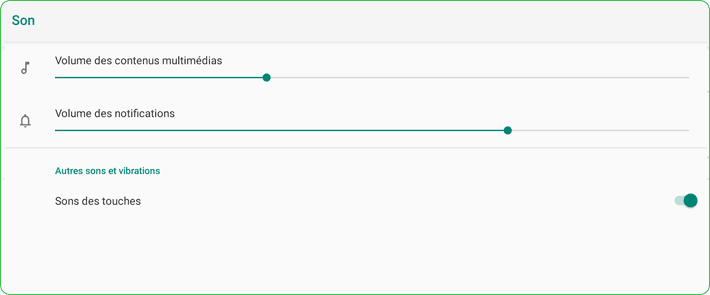 Son
Volume des contenus multimédias
Volume des notifications
Autres sons et vibrations
Sons des touches